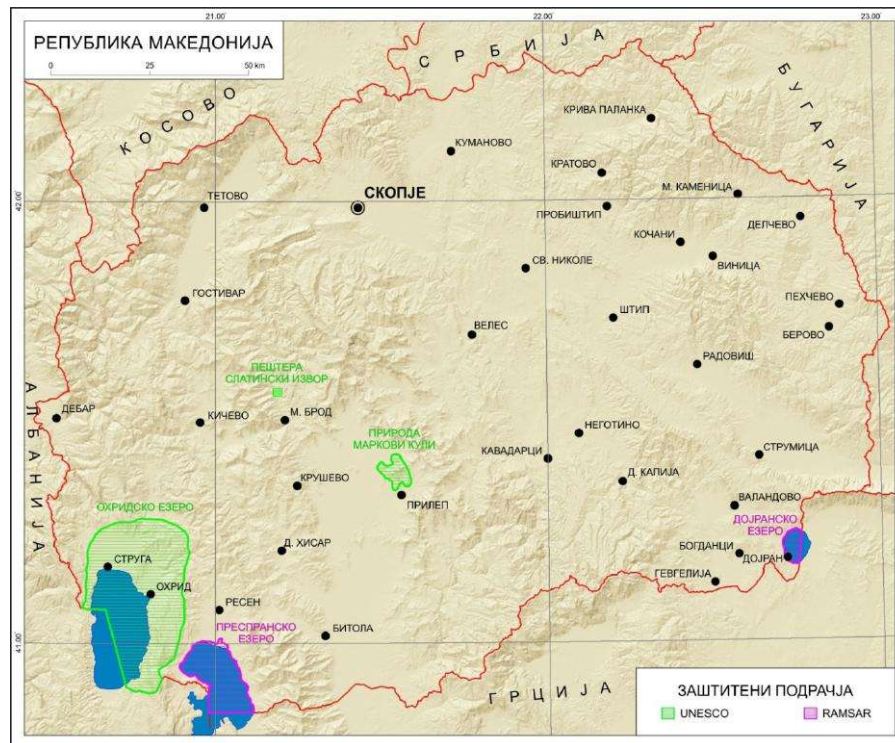 21.00
22.00
23.00
РЕПУБЛИКА МАКЕДОНИЈА
0 25 50 km
СРБИЈА
КОСОВО
БУГАРИЈА
КРИВА ПАЛАНКА
КУМАНОВО
КРАТОВО
42.00
ТЕТОВО
СКОПЈЕ
М. КАМЕНИЦА
ПРОБИШТИП
ДЕЛЧЕВО
КОЧАНИ
ВИНИЦА
СВ. НИКОЛЕ
ГОСТИВАР
ПЕХЧЕВО
ШТИП
БЕРОВО
ВЕЛЕС
РАДОВИШ
ПЕШТЕРА
СЛАТИНСКИ ИЗВОР
АЛБАНИЈА
ДЕБАР
КИЧЕВО
М. БРОД
ПРИРОДА
МАРКОВИ КУЛИ
НЕГОТИНО
КАВАДАРЦИ
СТРУМИЦА
КРУШЕВО
Д. КАПИЈА
ПРИЛЕП
ОХРИДСКО ЕЗЕРО
ВАЛАНДОВО
ДОЈРАНСКО
ЕЗЕРО
Д. ХИСАР
БОГДАНЦИ
ДОЈРАН
СТРУГА
ГЕВГЕЛИЈА
ОХРИД
РЕСЕН
ПРЕСПРАНСКО
ЕЗЕРО
БИТОЛА
41.00
ГРЦИЈА
ЗАШТИТЕНИ ПОДРАЧЈА
UNESCO RAMSAR